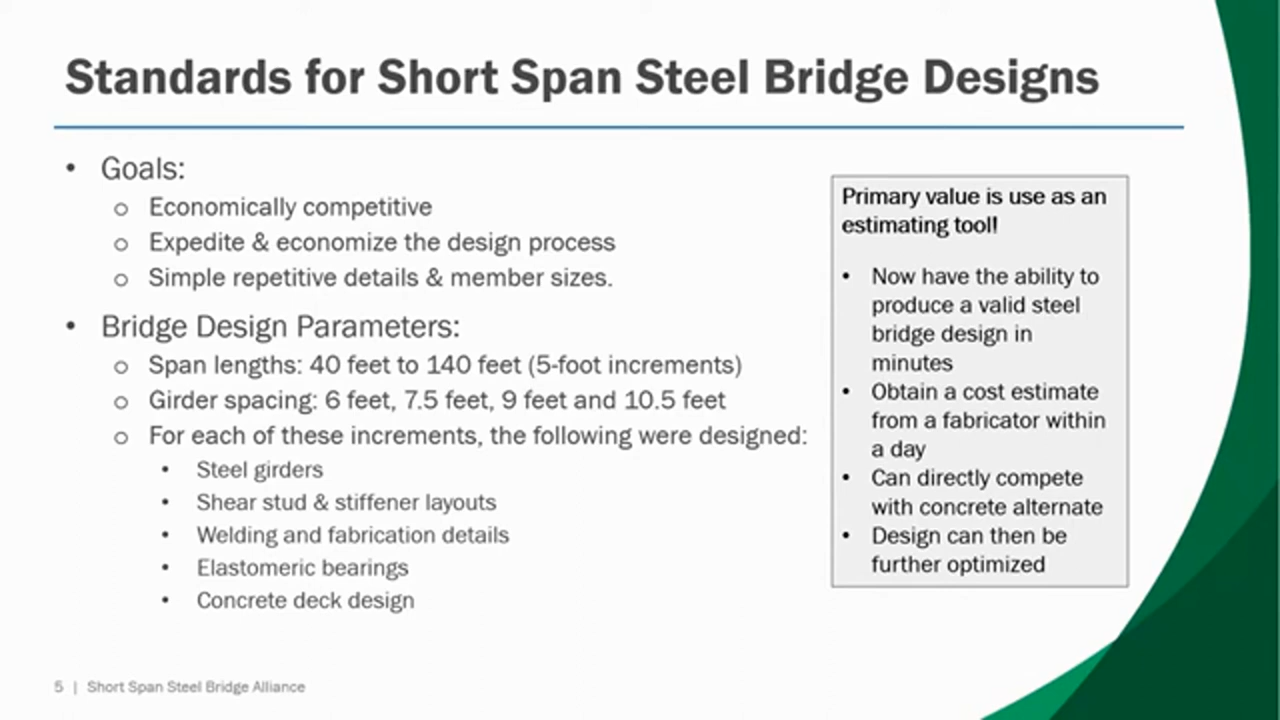 Standards for Short Span Steel Bridge Designs
• Goals:
o Economically competitive
o Expedite & economize the design process
o Simple repetitive details & member sizes.
• Bridge Design Parameters:
o Span lengths: 40 feet to 140 feet (5-foot increments)
o Girder spacing: 6 feet, 7.5 feet, 9 feet and 10.5 feet
o For each of these increments, the following were designed:
• Steel girders
• Shear stud & stiffener layouts
• Welding and fabrication details
• Elastomeric bearings
• Concrete deck design
Primary value is use as an
estimating tool!
• Now have the ability to
produce a valid steel
bridge design in
minutes
• Obtain a cost estimate
from a fabricator within
a day
• Can directly compete
with concrete alternate
• Design can then be
further optimized
5 | Short Span Steel Bridge Alliance